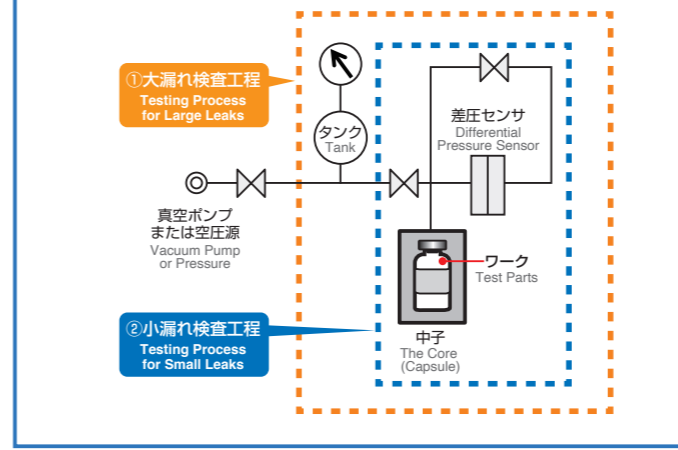 ①大漏れ検査工程
Testing Process
for Large Leaks
タンク
Tank
差圧センサ
Differential
Pressure Sensor
真空ポンプ
または空圧源
Vacuum Pump
or Pressure
ワーク
Test Parts
②小漏れ検査工程
Testing Process
for Small Leaks
中子
The Core
(Capsule)